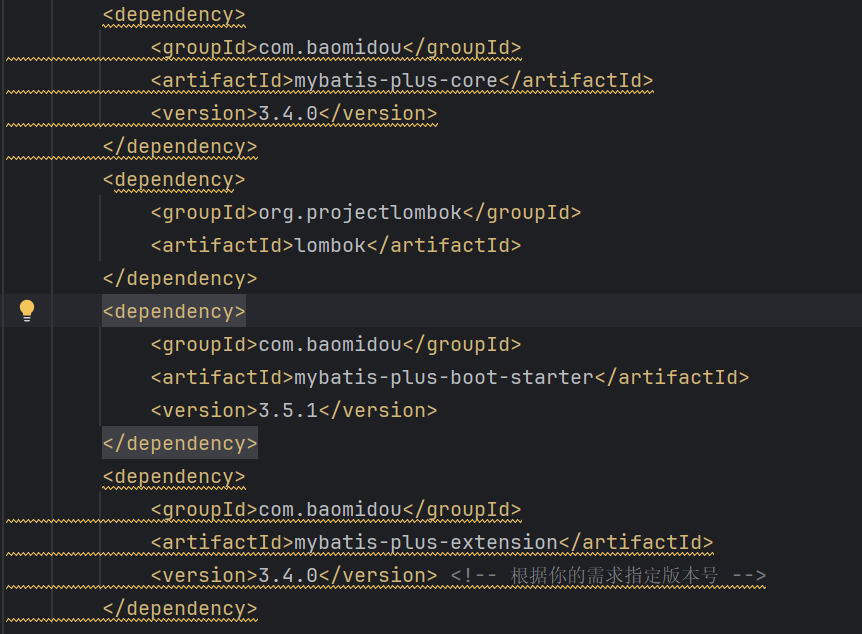 <dependency>
<groupId>com.baomidou</groupId>
<artifactId>mybatis-plus-core</artifactId>
<version>3.4.0</version>
</dependency>
<dependency>
<groupId>org.projectlombok</groupId>
<artifactId>lombok</artifactId>
</dependency>
<dependency>
<groupId>com.baomidou</groupId>
<artifactId>mybatis-plus-boot-starter</artifactId>
<version>3.5.1</version>
</dependency>
<dependency>
<groupId>com.baomidou</groupId>
<artifactId>mybatis-plus-extension</artifactId>
<version>3.4.0</version> <!-- 根据你的需求指定版本号 -->
</dependency>